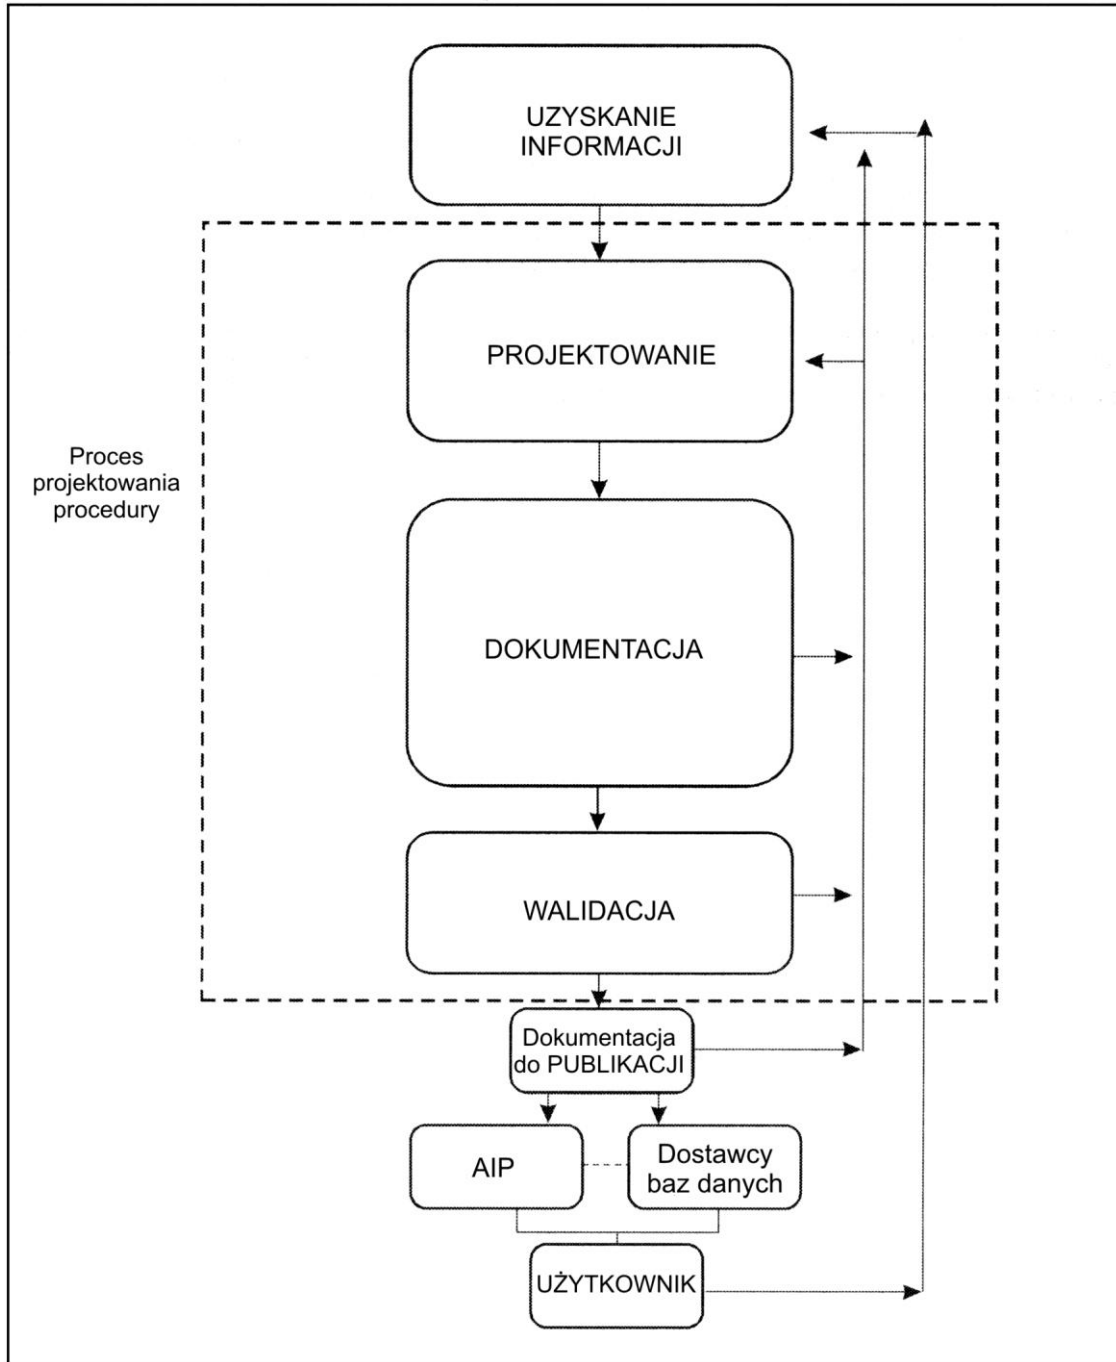 UZYSKANIE
INFORMACJI
PROJEKTOWANIE
Proces
projektowania
procedury
DOKUMENTACJA
WALIDACJA
Dokumentacja
do PUBLIKACJI
AIP
Dostawcy
baz danych
UŻYTKOWNIK